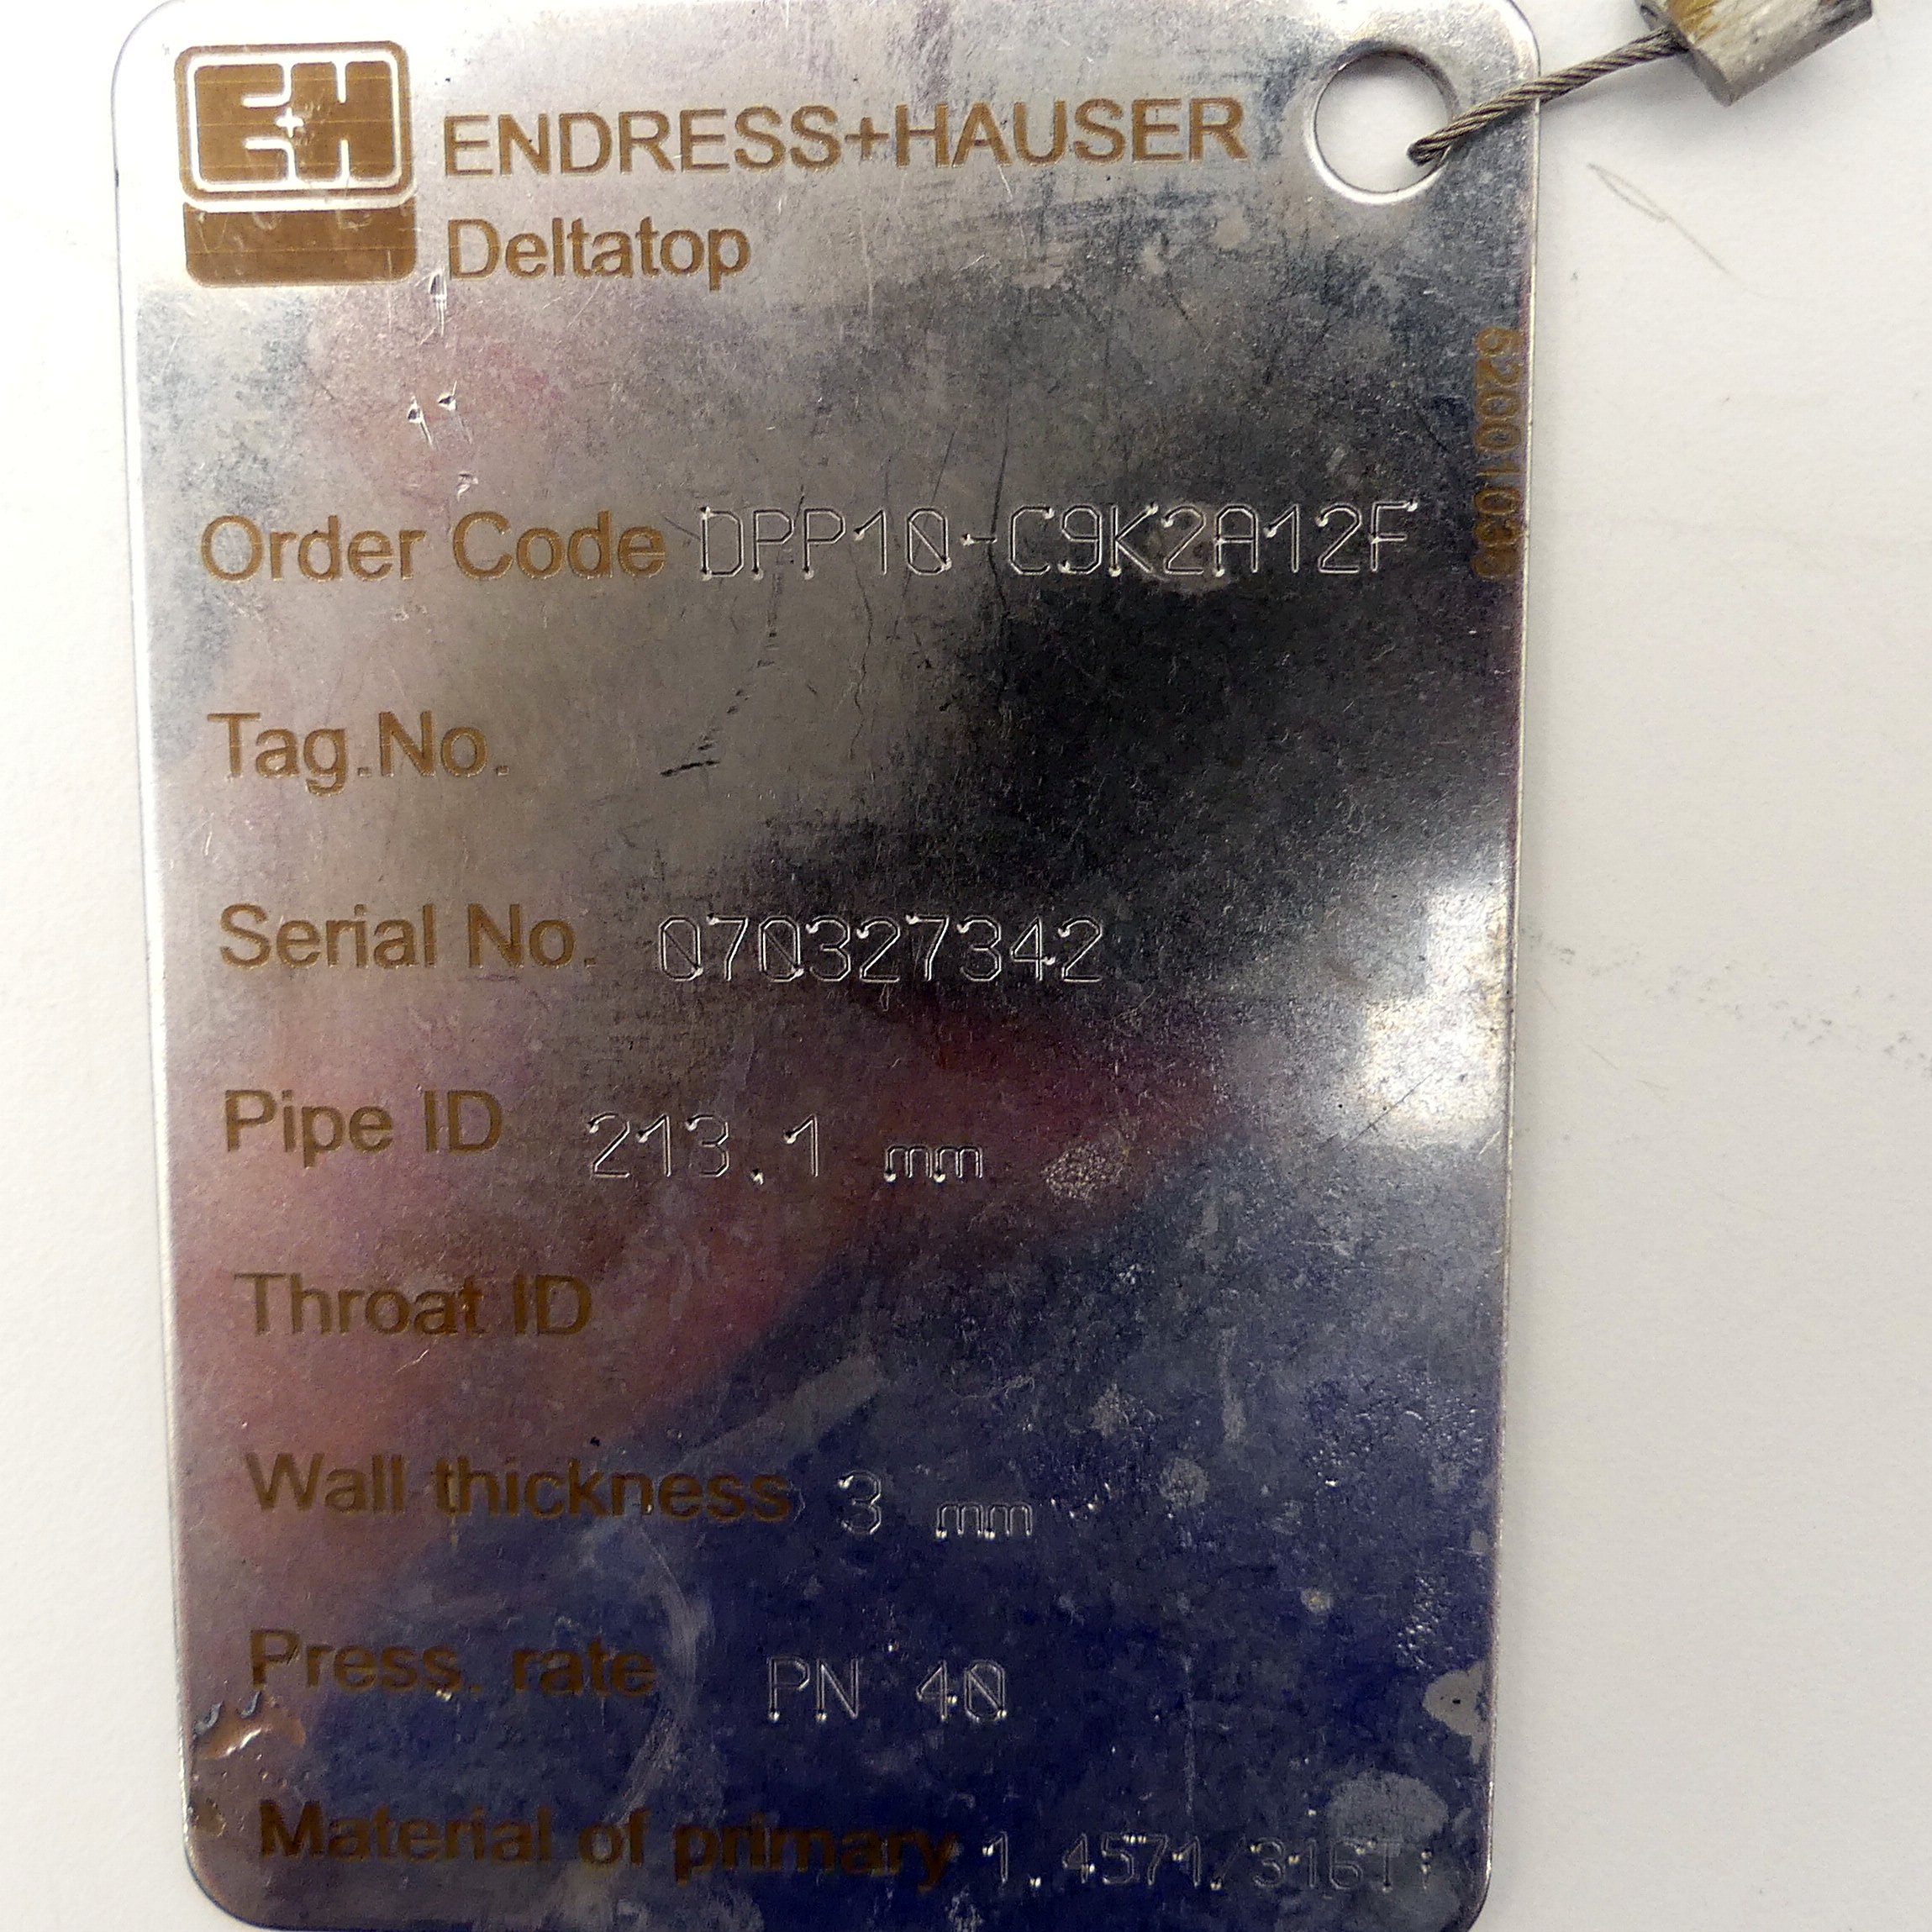 E+H
ENDRESS+HAUSER
Deltatop
Order Code DPP10-C9K2A12F
Tag.No.
Serial No. 070327342
Pipe ID 213.1 mm
Throat ID
Wall thickness 3 mm
Press. rate PN 40
Material of primary 1.4571/316Ti